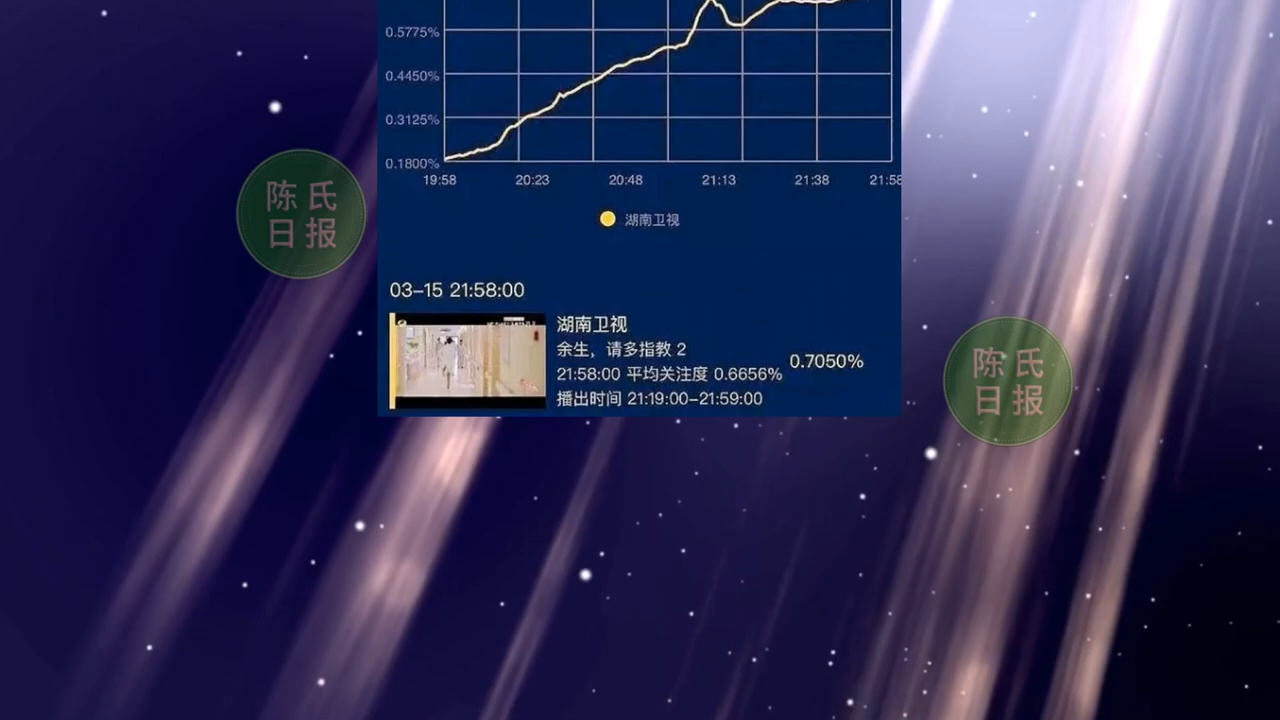 0.5775%
0.4450%
0.3125%
0.1800%
19:58 20:23 20:48 21:13 21:38 21:58
湖南卫视
03-15 21:58:00
湖南卫视
余生，请多指教 2
21:58:00 平均关注度 0.6656%
0.7050%
播出时间 21:19:00-21:59:00
陈氏
日报
陈氏
日报